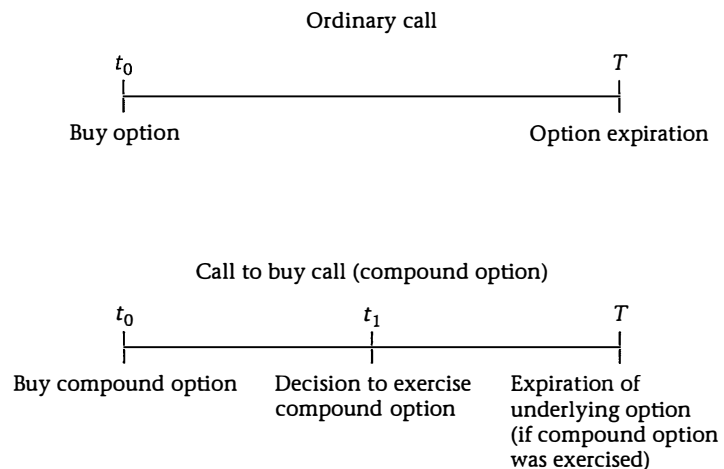 Ordinary call
t0 T
Buy option Option expiration
Call to buy call (compound option)
t0 t1 T
Buy compound option Decision to exercise Expiration of
compound option underlying option
(if compound option
was exercised)